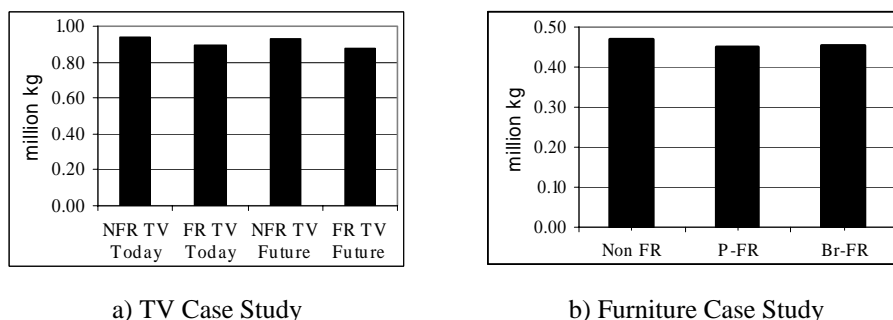 1.00
0.80
0.60
0.40
0.20
0.00
million kg
NFR TV
Today
FR TV
Today
NFR TV
Future
FR TV
Future
a) TV Case Study
0.50
0.40
0.30
0.20
0.10
0.00
million kg
Non FR
P-FR
Br-FR
b) Furniture Case Study